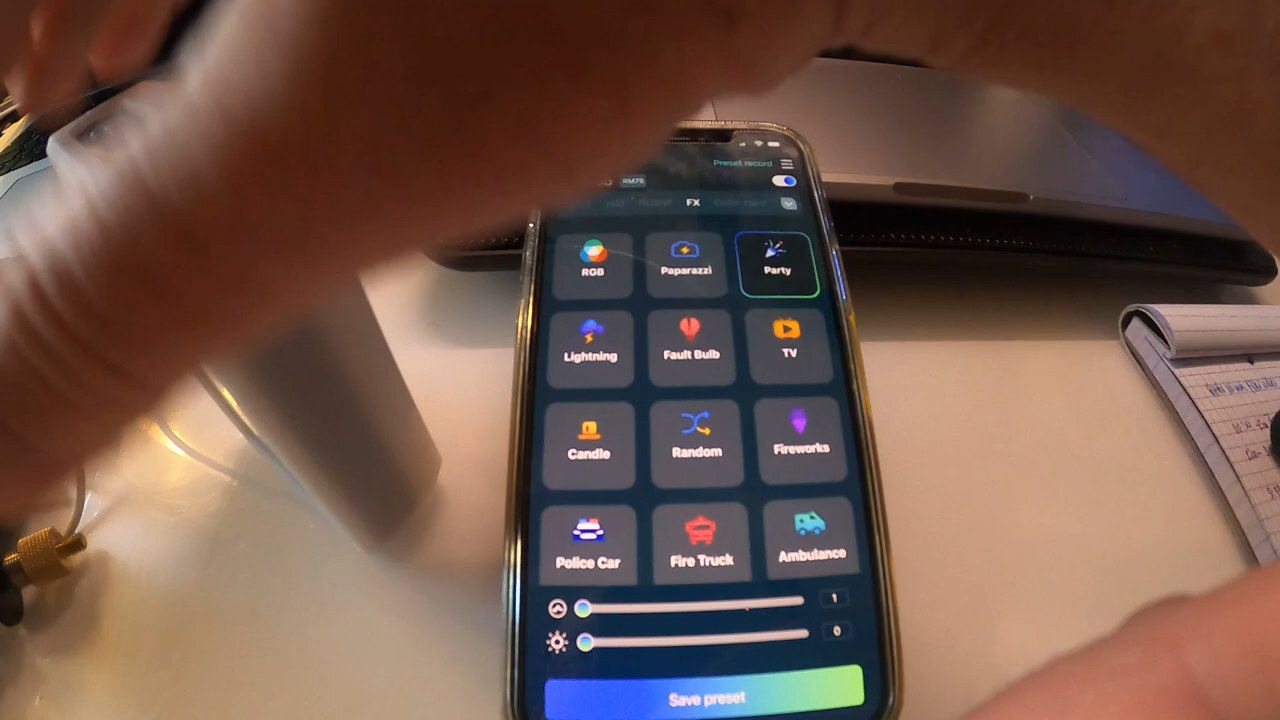 Preset record
RM75
FX
RGB
Paparazzi
Party
Lightning
Fault Bulb
TV
Candle
Random
Fireworks
Police Car
Fire Truck
Ambulance
1
0
Save preset